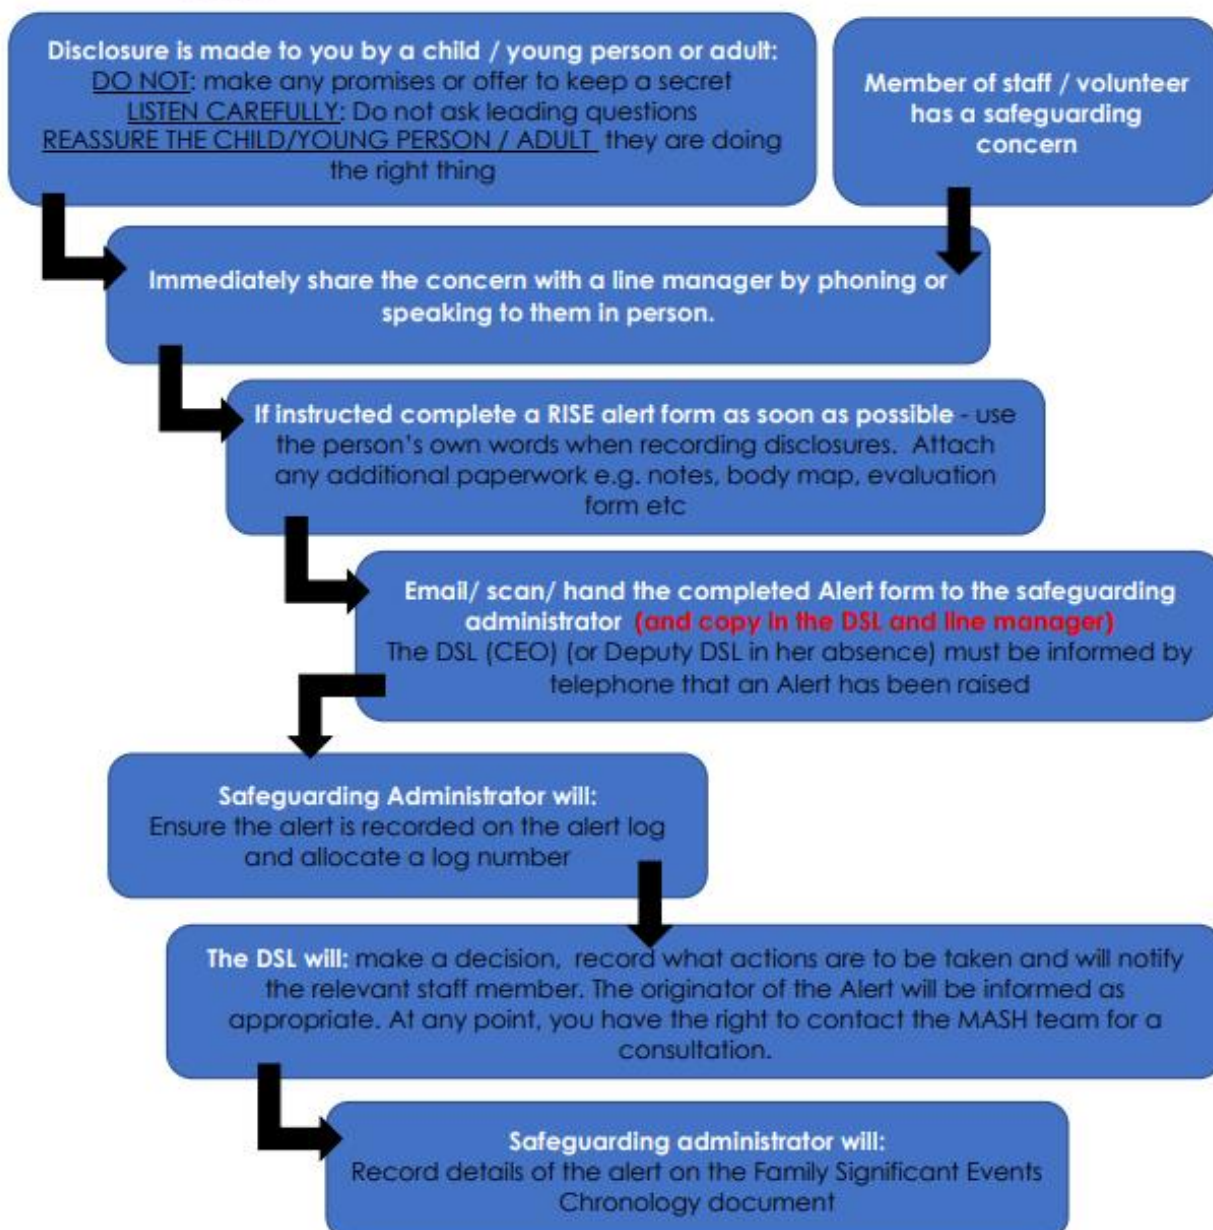 Disclosure is made to you by a child / young person or adult:
DO NOT: make any promises or offer to keep a secret
LISTEN CAREFULLY: Do not ask leading questions
REASSURE THE CHILD/YOUNG PERSON / ADULT they are doing
the right thing
Member of staff / volunteer
has a safeguarding
concern
Immediately share the concern with a line manager by phoning or
speaking to them in person.
If instructed complete a RISE alert form as soon as possible - use
the person's own words when recording disclosures. Attach
any additional paperwork e.g. notes, body map, evaluation
form etc
Email/ scan/ hand the completed Alert form to the safeguarding
administrator (and copy in the DSL and line manager)
The DSL (CEO) (or Deputy DSL in her absence) must be informed by
telephone that an Alert has been raised
Safeguarding Administrator will:
Ensure the alert is recorded on the alert log
and allocate a log number
The DSL will: make a decision, record what actions are to be taken and will notify
the relevant staff member. The originator of the Alert will be informed as
appropriate. At any point, you have the right to contact the MASH team for a
consultation.
Safeguarding administrator will:
Record details of the alert on the Family Significant Events
Chronology document